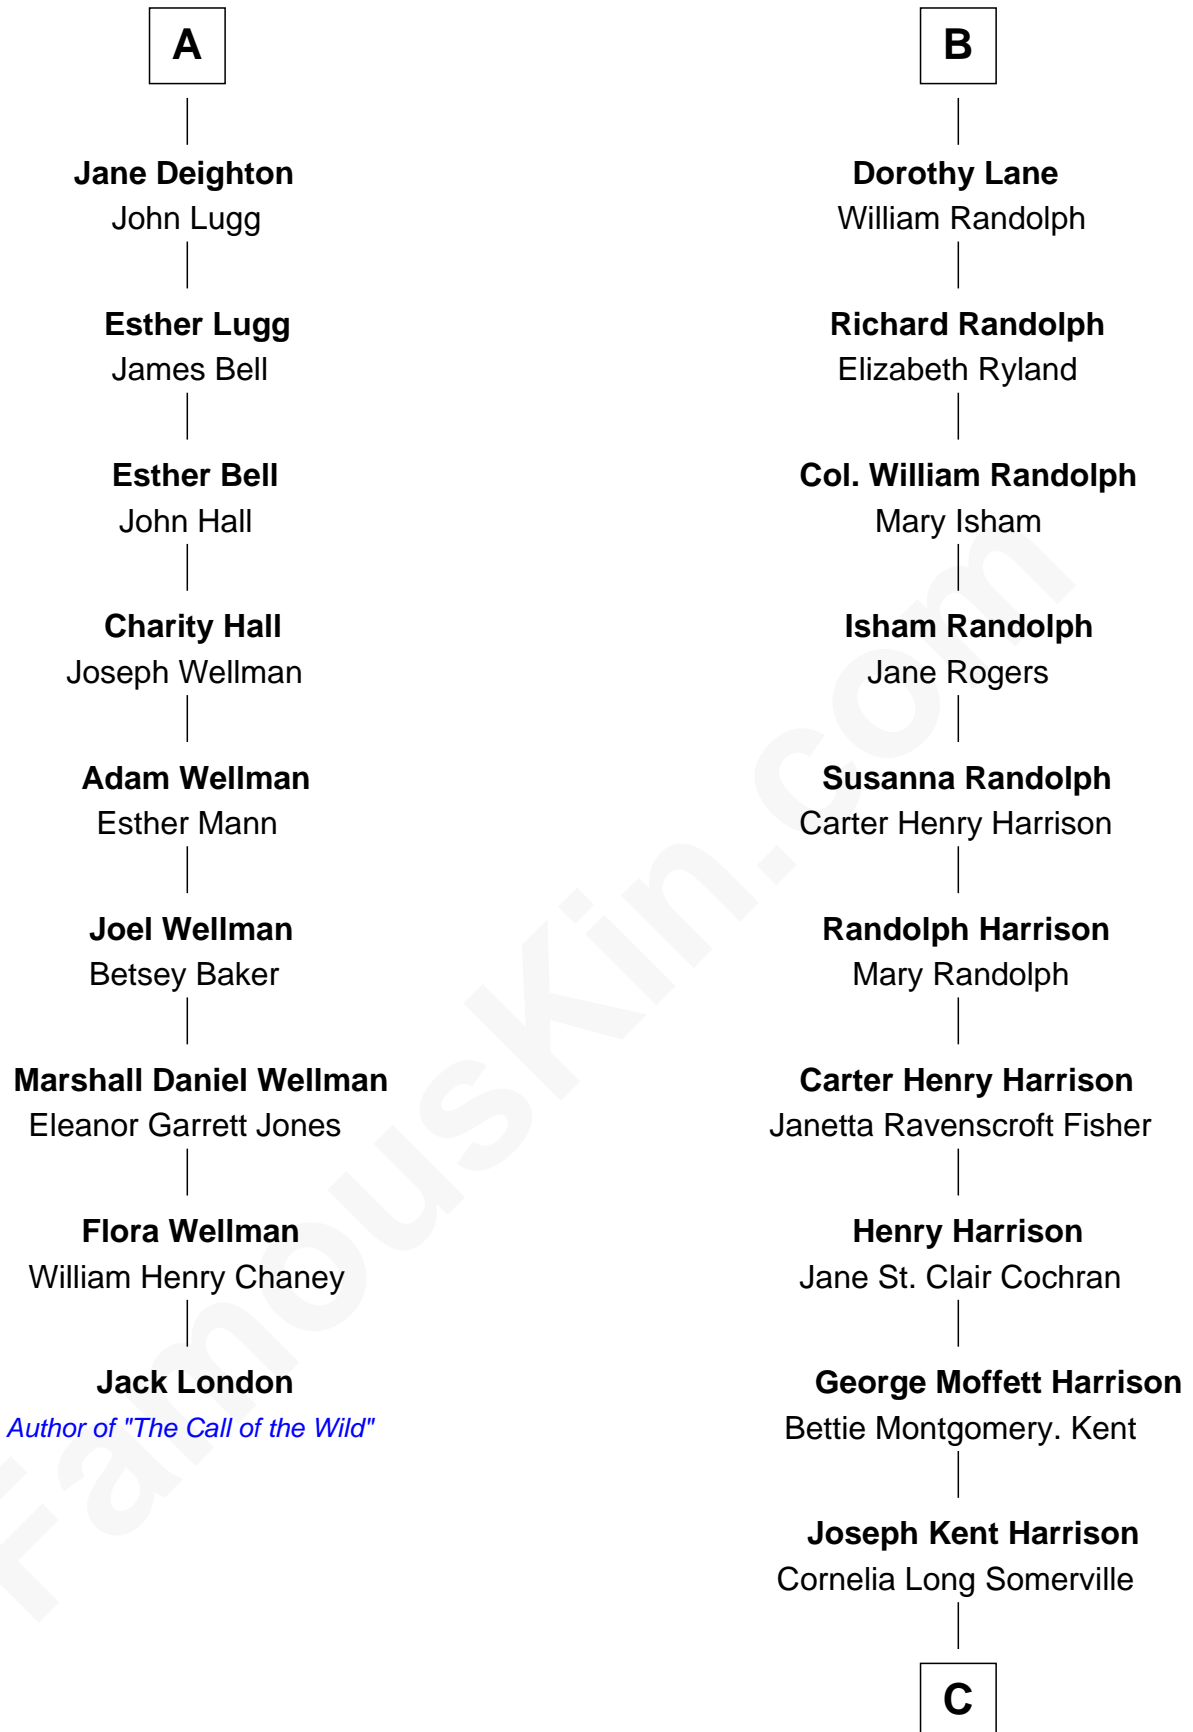 A
Jane Deighton
John Lugg
Esther Lugg
James Bell
Esther Bell
John Hall
Charity Hall
Joseph Wellman
Adam Wellman
Esther Mann
Joel Wellman
Betsey Baker
Marshall Daniel Wellman
Eleanor Garrett Jones
Flora Wellman
William Henry Chaney
Jack London
Author of "The Call of the Wild"
B
Dorothy Lane
William Randolph
Richard Randolph
Elizabeth Ryland
Col. William Randolph
Mary Isham
Isham Randolph
Jane Rogers
Susanna Randolph
Carter Henry Harrison
Randolph Harrison
Mary Randolph
Carter Henry Harrison
Janetta Ravenscroft Fisher
Henry Harrison
Jane St. Clair Cochran
George Moffett Harrison
Bettie Montgomery. Kent
Joseph Kent Harrison
Cornelia Long Somerville
C
FamousKin.com